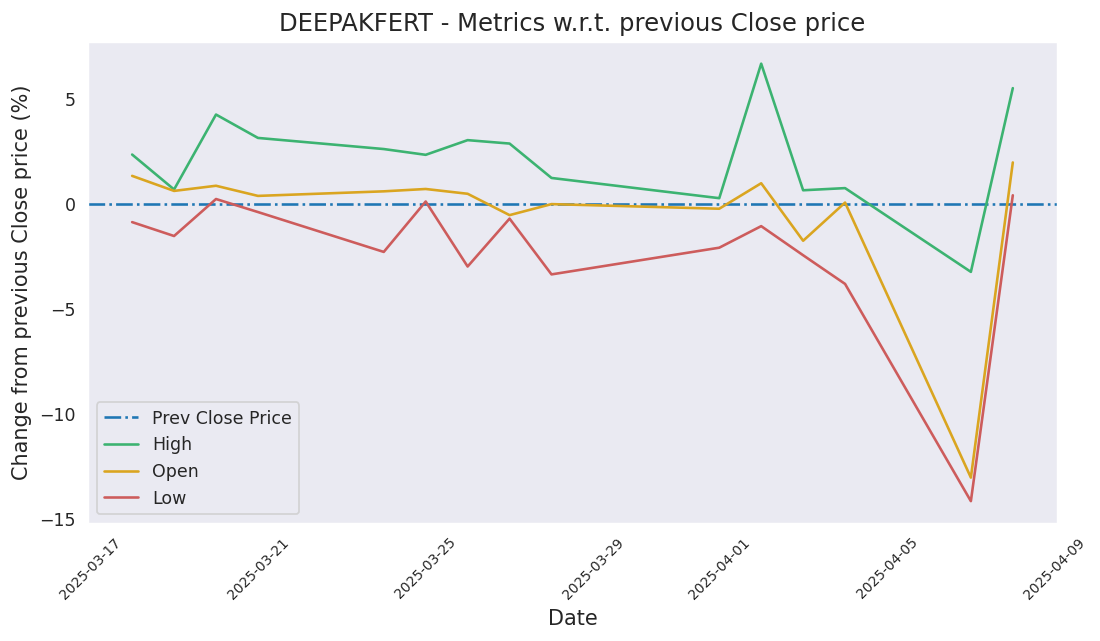 DEEPAKFERT - Metrics w.r.t. previous Close price
Change from previous Close price (%)
5
0
−5
−10
−15
Prev Close Price
High
Open
Low
2025-03-17
2025-03-21
2025-03-25
2025-03-29
2025-04-01
2025-04-05
2025-04-09
Date